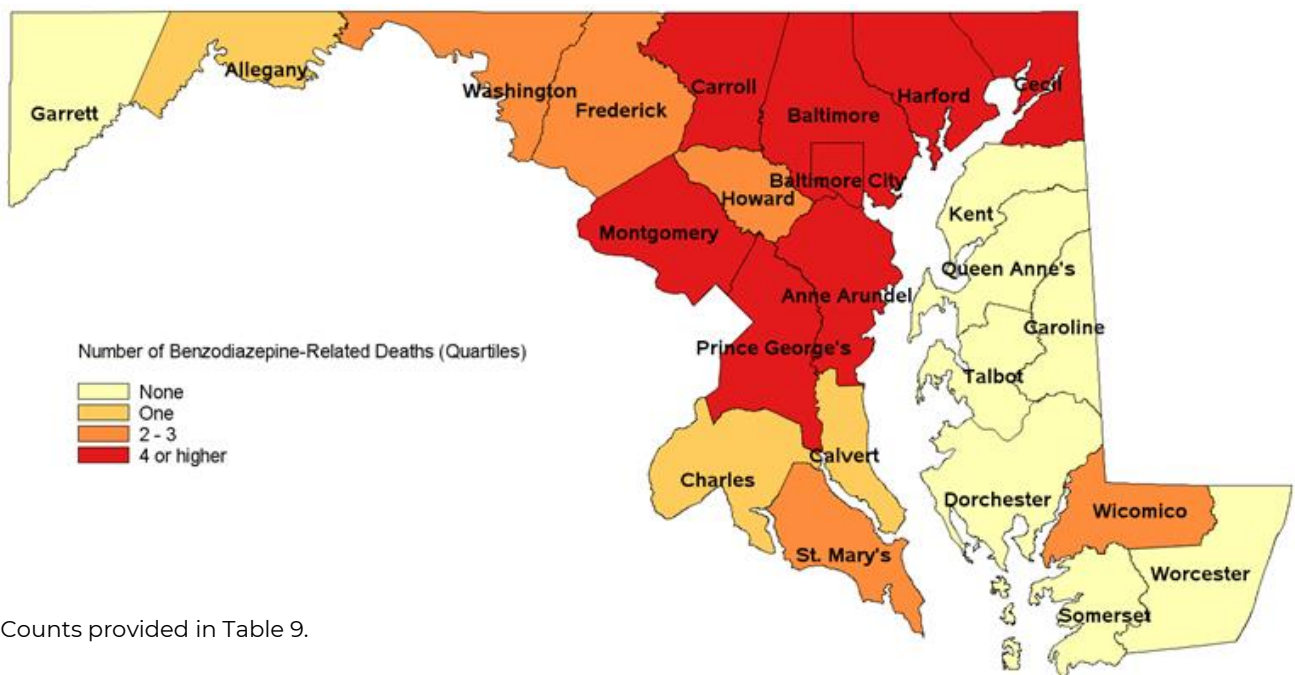 Allegany
Washington
Garrett
Frederick
Carroll
Baltimore
Harford
Cecil
Baltimore City
Howard
Montgomery
Kent
Queen Anne's
Anne Arundel
Caroline
Prince George's
Talbot
Number of Benzodiazepine-Related Deaths (Quartiles)
None
One
2 - 3
4 or higher
Calvert
Charles
Dorchester
Wicomico
St. Mary's
Worcester
Somerset
Counts provided in Table 9.